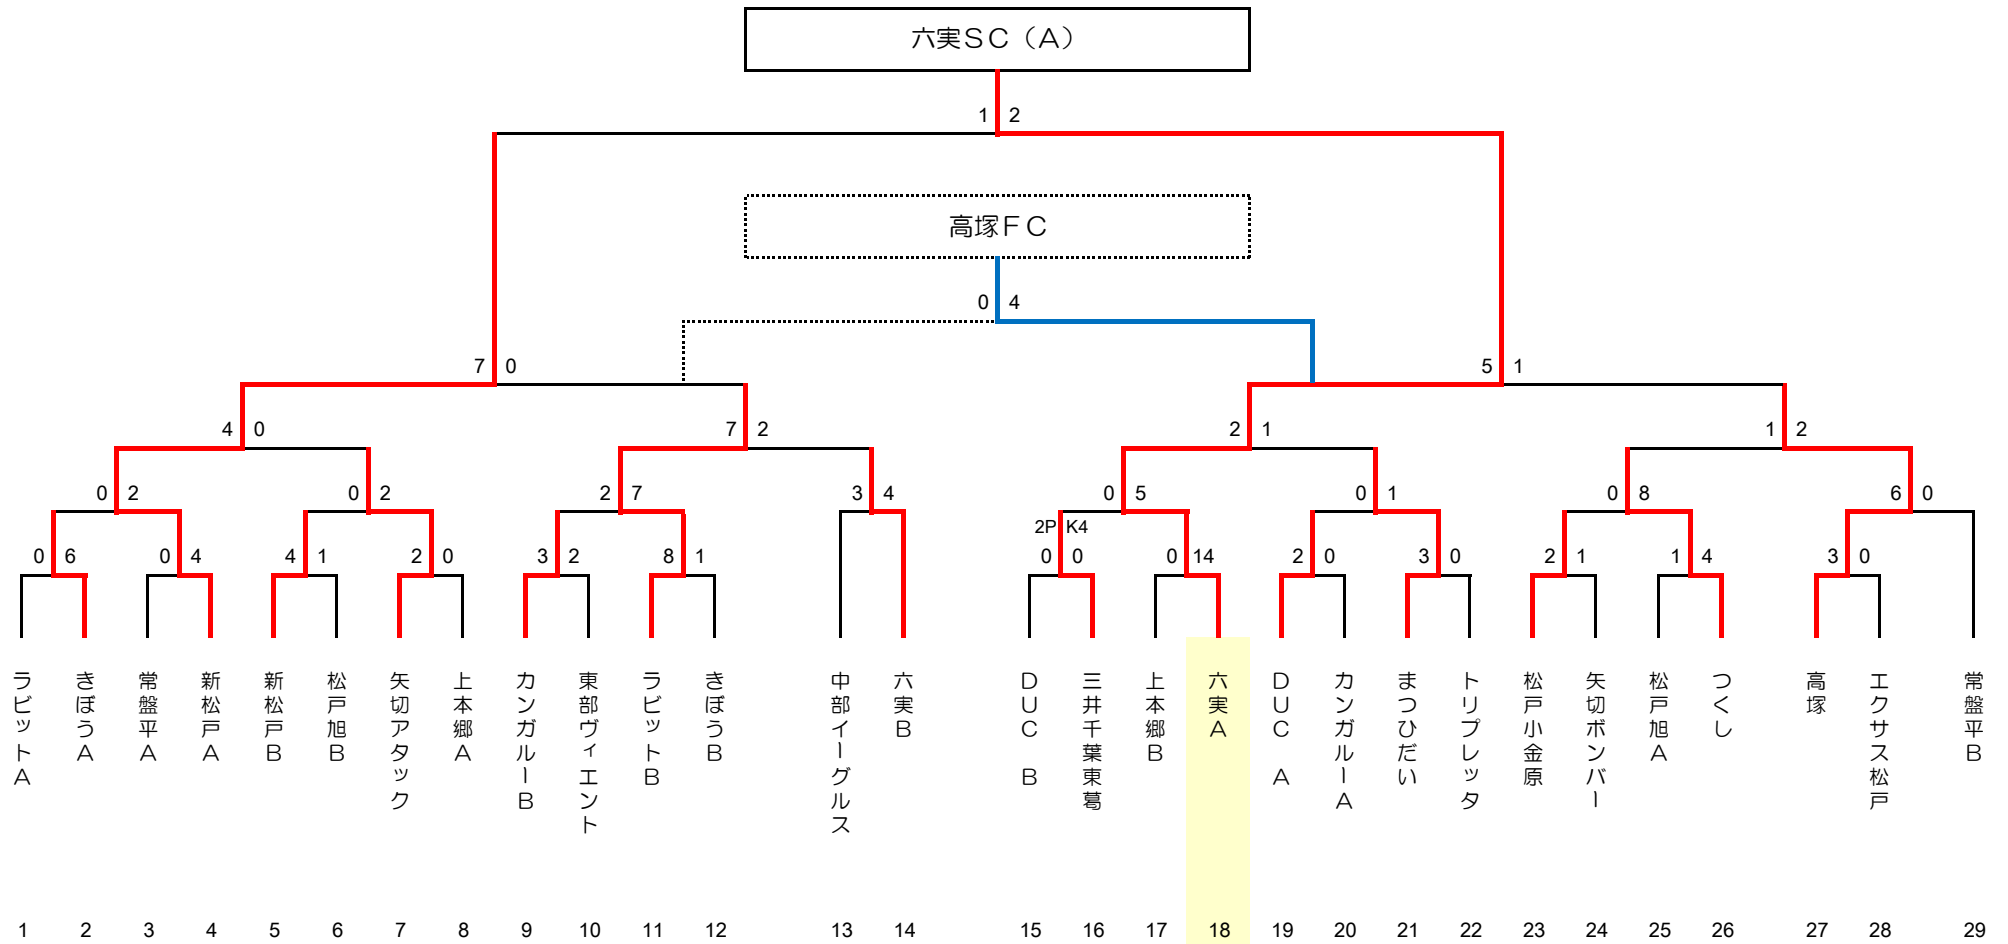 六実ＳＣ（Ａ）
1 2
高塚ＦＣ
0 4
7 0 5 1
4 0 7 2 2 1 1 2
0 2 0 2 2 7 3 4 0 5 0 1 0 8 6 0
2P K4
0 6 0 4 4 1 2 0 3 2 8 1 0 0 0 14 2 0 3 0 2 1 1 4 3 0
ラビットＡ
きぼうＡ
常盤平Ａ
新松戸Ａ
新松戸Ｂ
松戸旭Ｂ
矢切アタック
上本郷Ａ
カンガルーＢ
東部ヴィエント
ラビットＢ
きぼうＢ
中部イーグルス
六実Ｂ
ＤＵＣ　Ｂ
三井千葉東葛
上本郷Ｂ
六実Ａ
ＤＵＣ　Ａ
カンガルーＡ
まつひだい
トリプレッタ
松戸小金原
矢切ボンバー
松戸旭Ａ
つくし
高塚
エクサス松戸
常盤平Ｂ
1 2 3 4 5 6 7 8 9 10 11 12 13 14 15 16 17 18 19 20 21 22 23 24 25 26 27 28 29